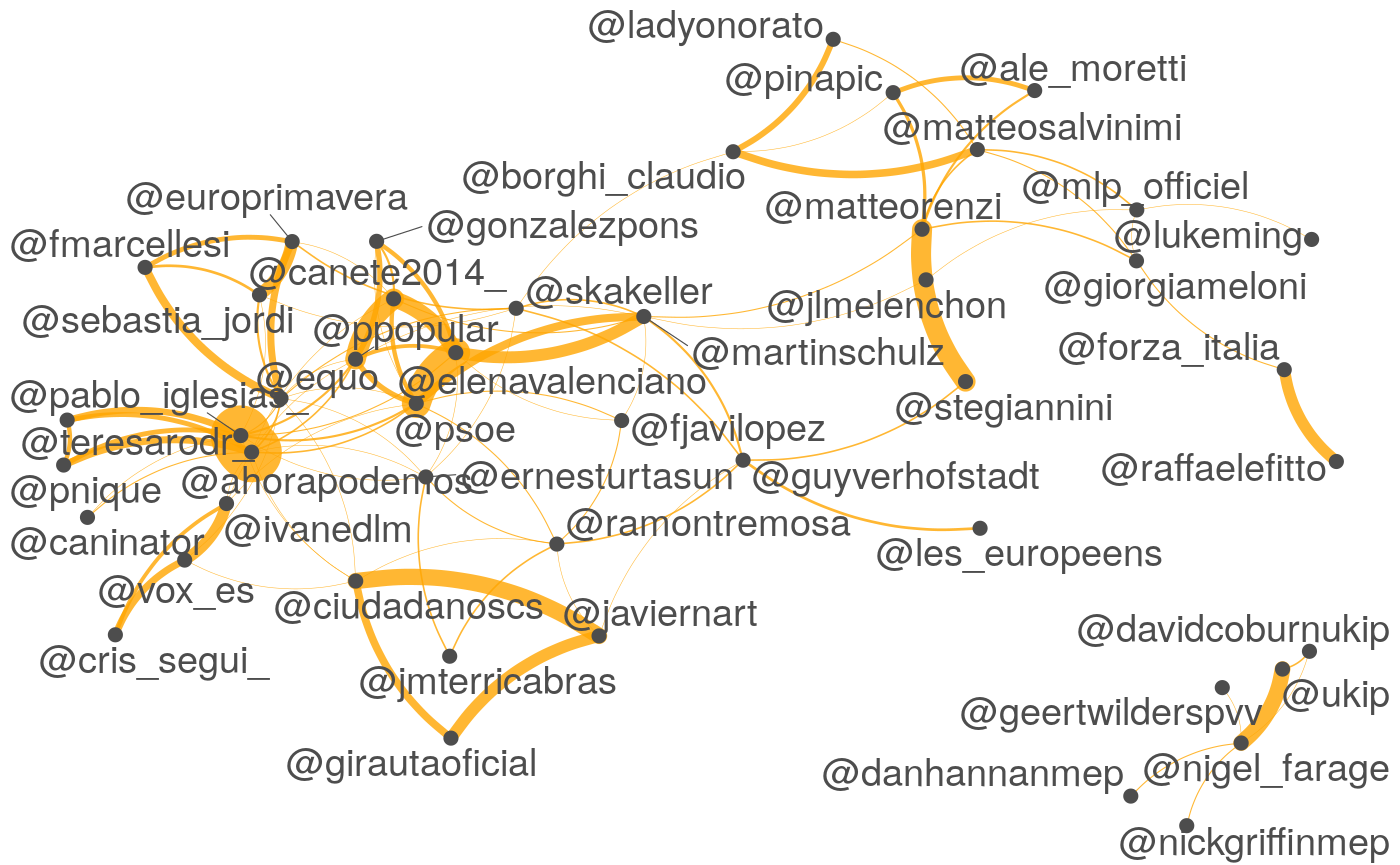 @ladyonorato
@pinapic
@ale_moretti
@matteosalvinimi
@borghi_claudio
@mlp_officiel
@europrimavera
@matteorenzi
@gonzalezpons
@lukeming
@fmarcellesi
@canete2014_
@skakeller
@giorgiameloni
@jlmelenchon
@sebastia_jordi
@ppopular
@martinschulz
@forza_italia
@equo
@elenavalenciano
@pablo_iglesias_
@stegiannini
@psoe
@fjavilopez
@teresarodr_
@raffaelefitto
@ahorapodemos
@ernesturtasun
@guyverhofstadt
@pnique
@ivanedlm
@ramontremosa
@caninator
@les_europeens
@vox_es
@ciudadanoscs
@javiernart
@davidcoburnukip
@cris_segui_
@jmterricabras
@ukip
@geertwilderspvv
@girautaoficial
@danhannanmep
@nigel_farage
@nickgriffinmep